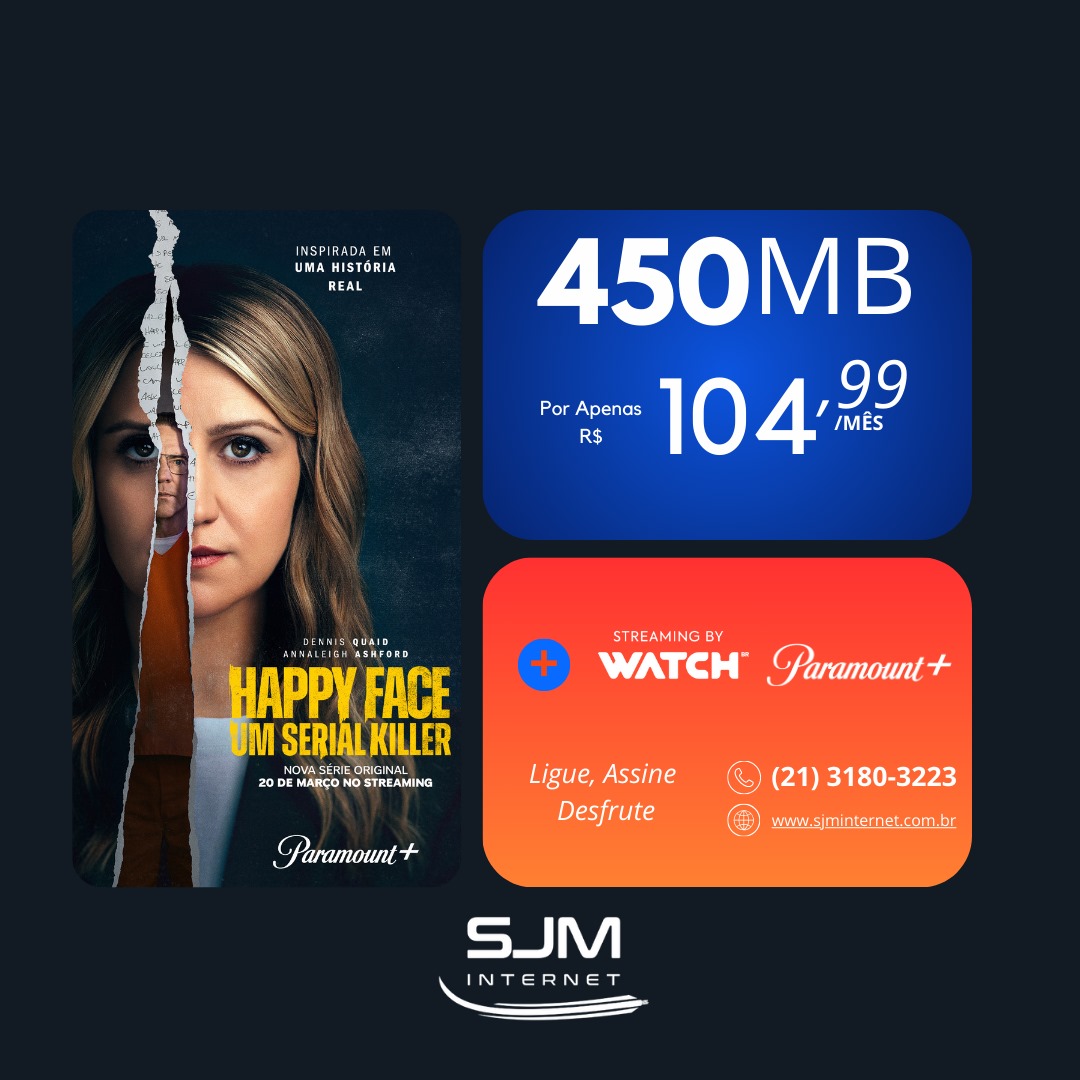 INSPIRADA EM
UMA HISTÓRIA
REAL
DENNIS QUAID
ANNALEIGH ASHFORD
HAPPY FACE
UM SERIAL KILLER
NOVA SÉRIE ORIGINAL
20 DE MARÇO NO STREAMING
Paramount+
450MB
Por Apenas
R$ 104,99
/MÊS
+ STREAMING BY
WATCH BR Paramount+
Ligue, Assine
Desfrute
(21) 3180-3223
www.sjminternet.com.br
SJM
INTERNET